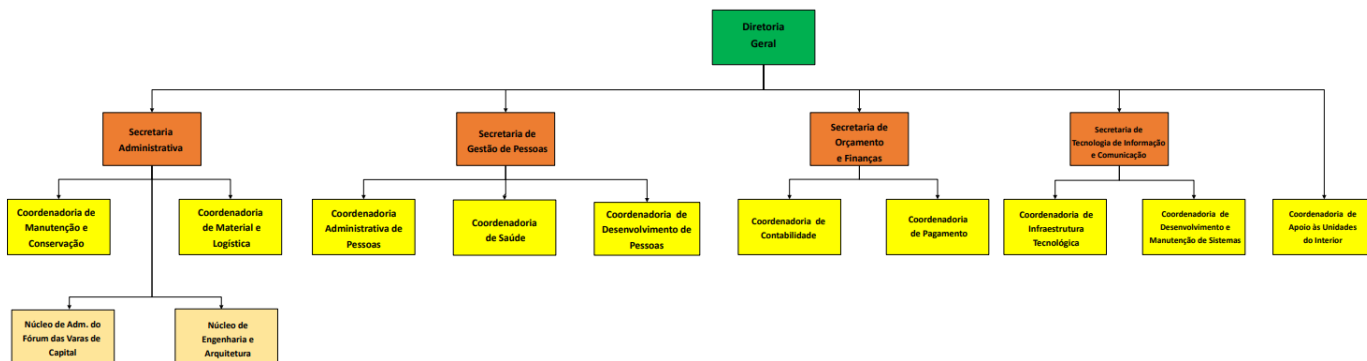 Diretoria
Geral
Secretaria
Administrativa
Secretaria de
Gestão de Pessoas
Secretaria de
Orçamento
e Finanças
Secretaria de
Tecnologia de Informação
e Comunicação
Coordenadoria de
Manutenção e
Conservação
Coordenadoria
de Material e
Logística
Coordenadoria
Administrativa de
Pessoas
Coordenadoria
de Saúde
Coordenadoria de
Desenvolvimento de
Pessoas
Coordenadoria de
Contabilidade
Coordenadoria
de Pagamento
Coordenadoria de
Infraestrutura
Tecnológica
Coordenadoria de
Desenvolvimento e
Manutenção de Sistemas
Coordenadoria de
Apoio às Unidades
do Interior
Núcleo de Adm. do
Fórum das Varas de
Capital
Núcleo de
Engenharia e
Arquitetura